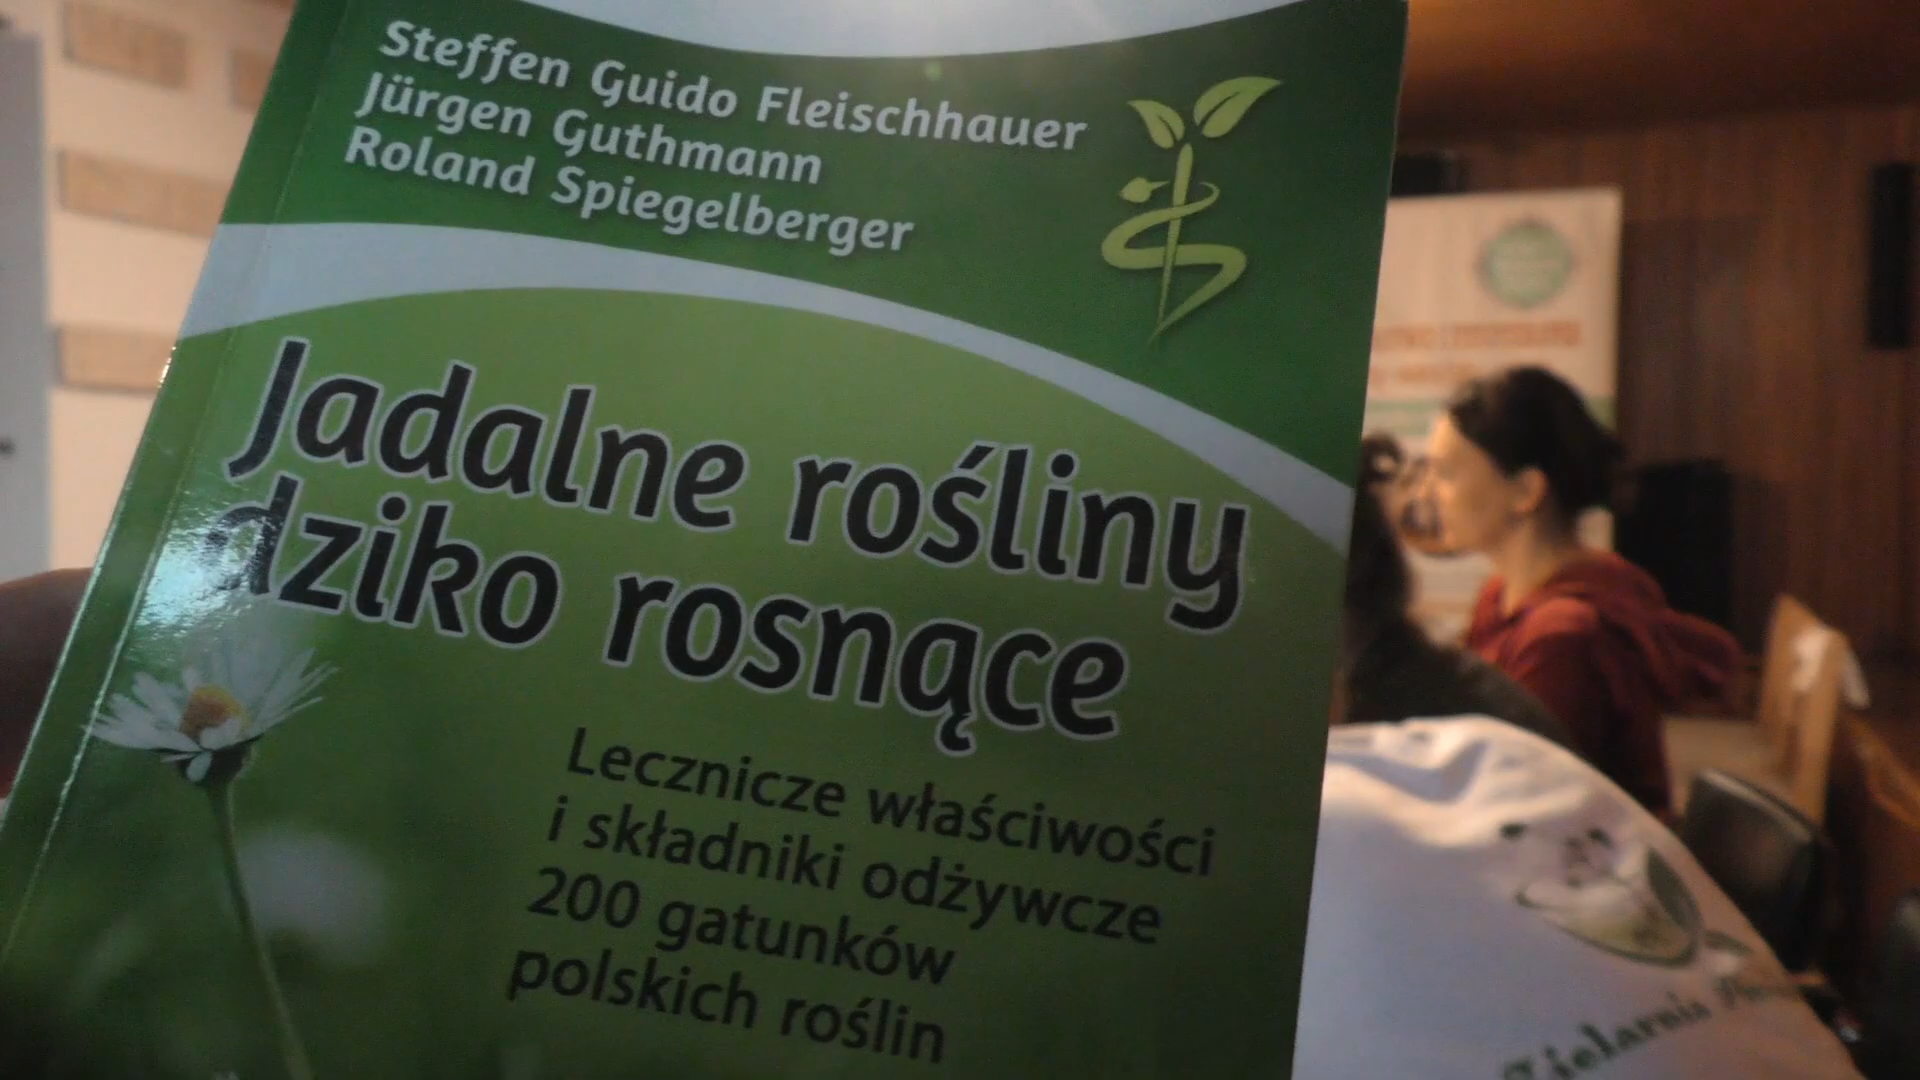 Steffen Guido Fleischhauer
Jürgen Guthmann
Roland Spiegelberger
Jadalne rośliny
dziko rosnące
Lecznicze właściwości
i składniki odżywcze
200 gatunków
polskich roślin
Zielarnia